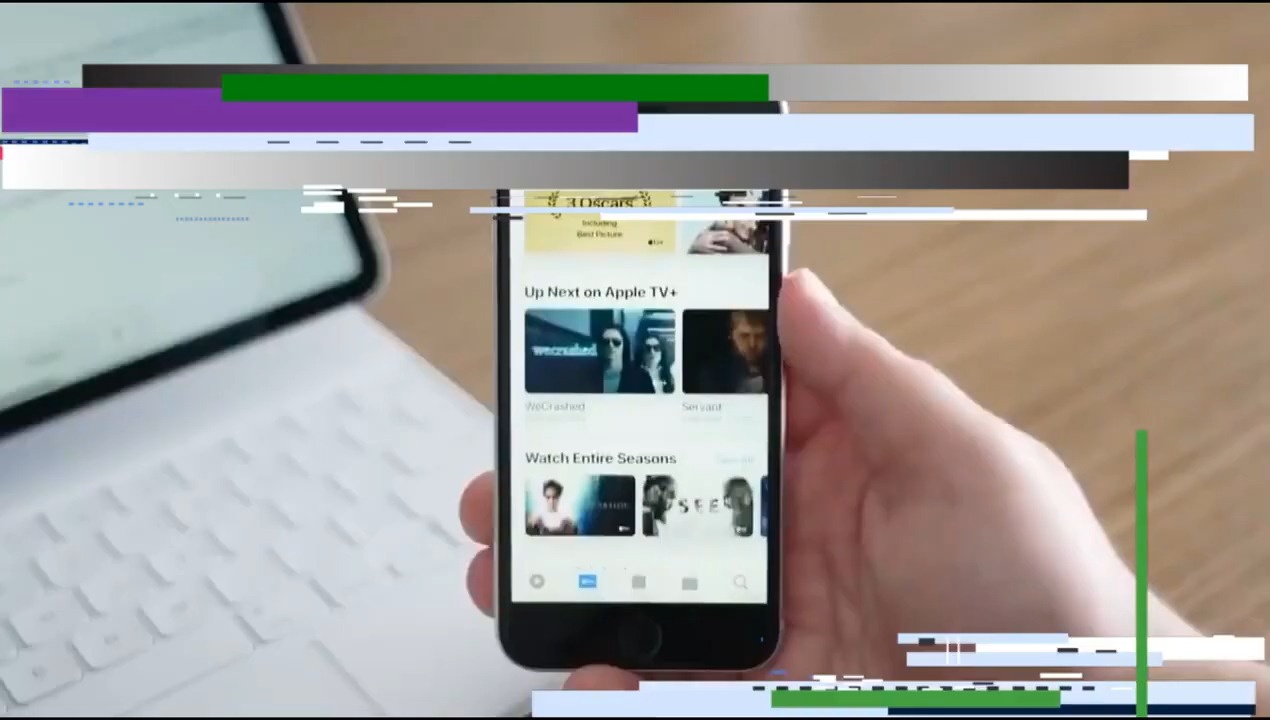 3 Oscars
Including
Best Picture
Up Next on Apple TV+
wecrashed
WeCrashed
Servant
Watch Entire Seasons
SEE